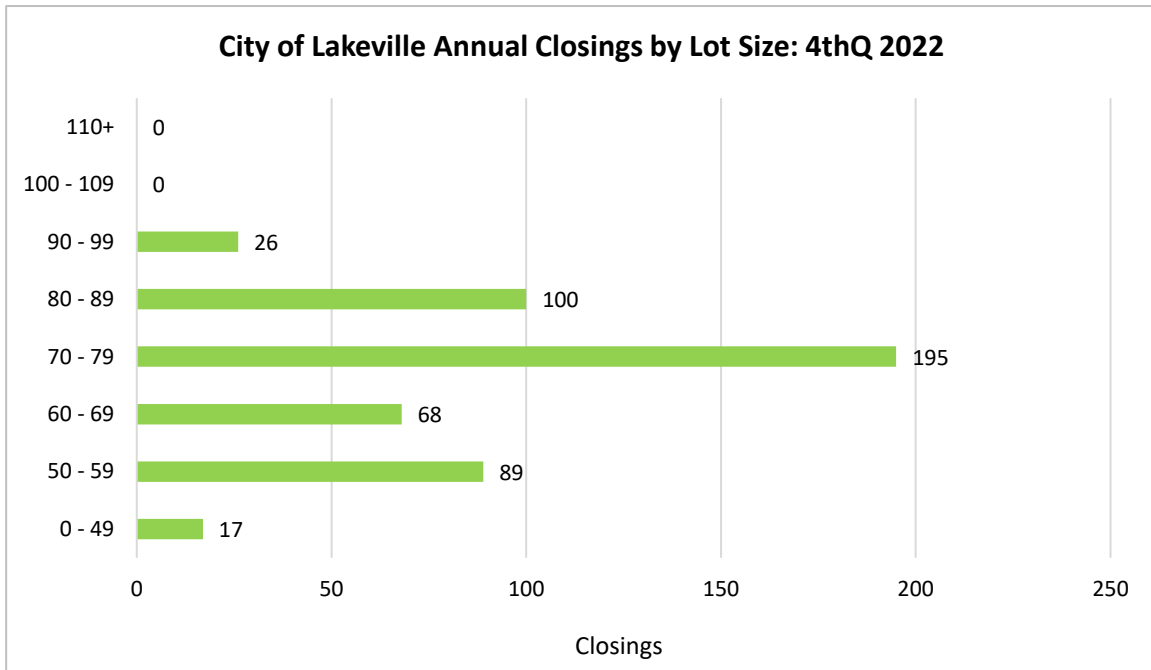 City of Lakeville Annual Closings by Lot Size: 4thQ 2022
110+ 0
100 - 109 0
90 - 99 26
80 - 89 100
70 - 79 195
60 - 69 68
50 - 59 89
0 - 49 17
0 50 100 150 200 250
Closings